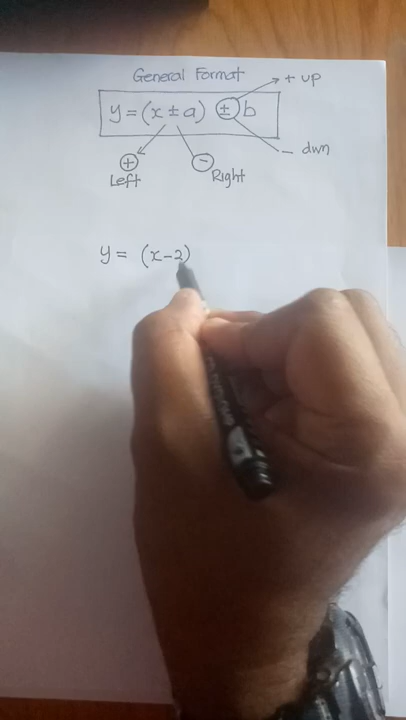 General Format
+ up
y = (x ± a) ± b
- dwn
+ -
Left Right
y = (x-2)